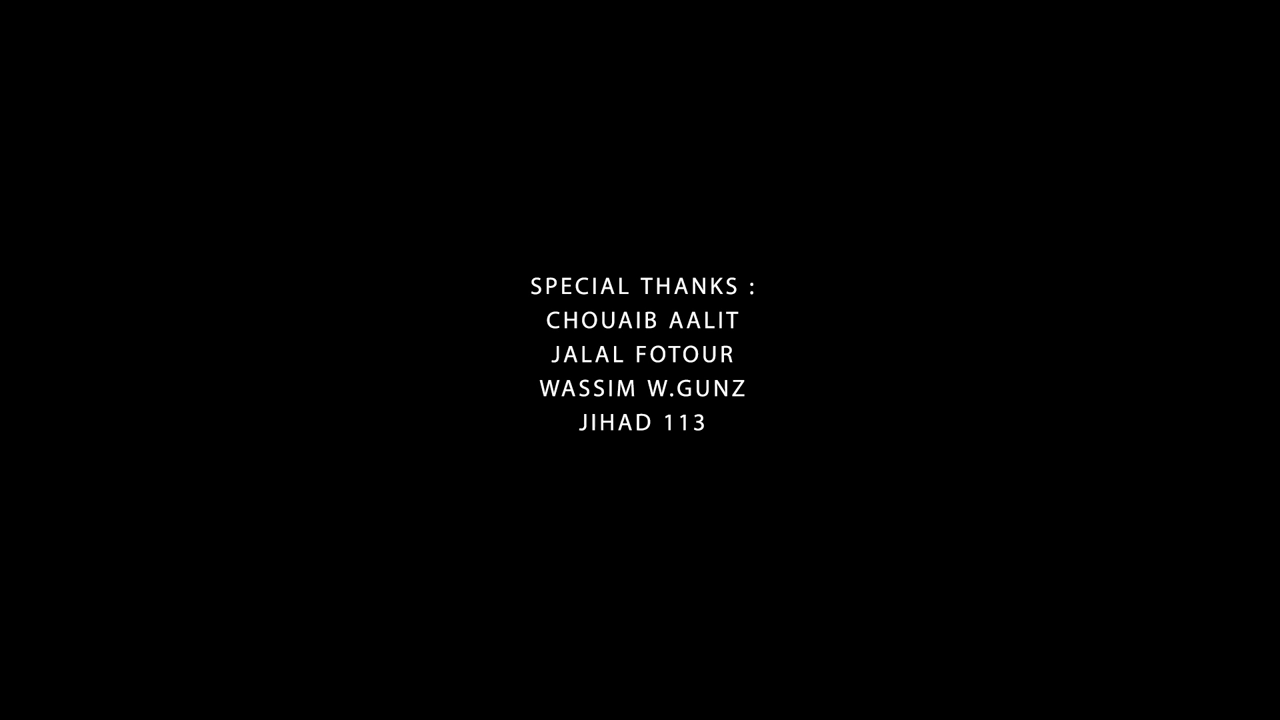 SPECIAL THANKS :
CHOUAIB AALIT
JALAL FOTOUR
WASSIM W.GUNZ
JIHAD 113